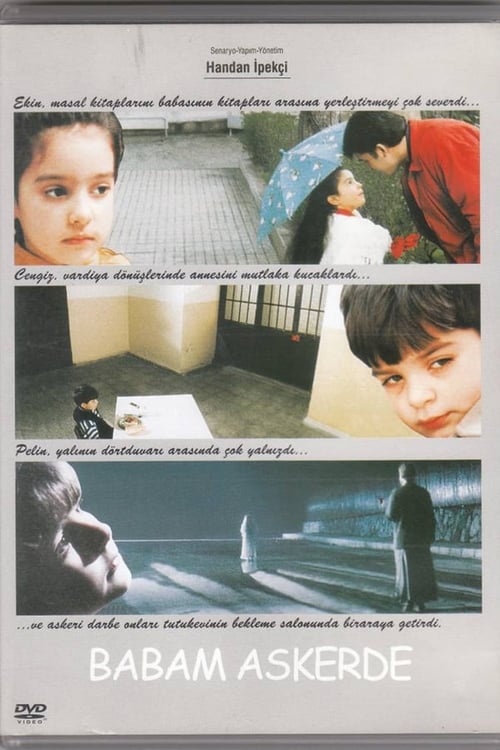 Senaryo-Yapım-Yönetim
Handan İpekçi
Ekin, masal kitaplarını babasının kitapları arasına yerleştirmeyi çok severdi...
Cengiz, vardiya dönüşlerinde annesini mutlaka kucaklardı...
Pelin, yalının dörtduvarı arasında çok yalnızdı...
...ve askeri darbe onları tutukevinin bekleme salonunda biraraya getirdi.
BABAM ASKERDE
DVD
VIDEO